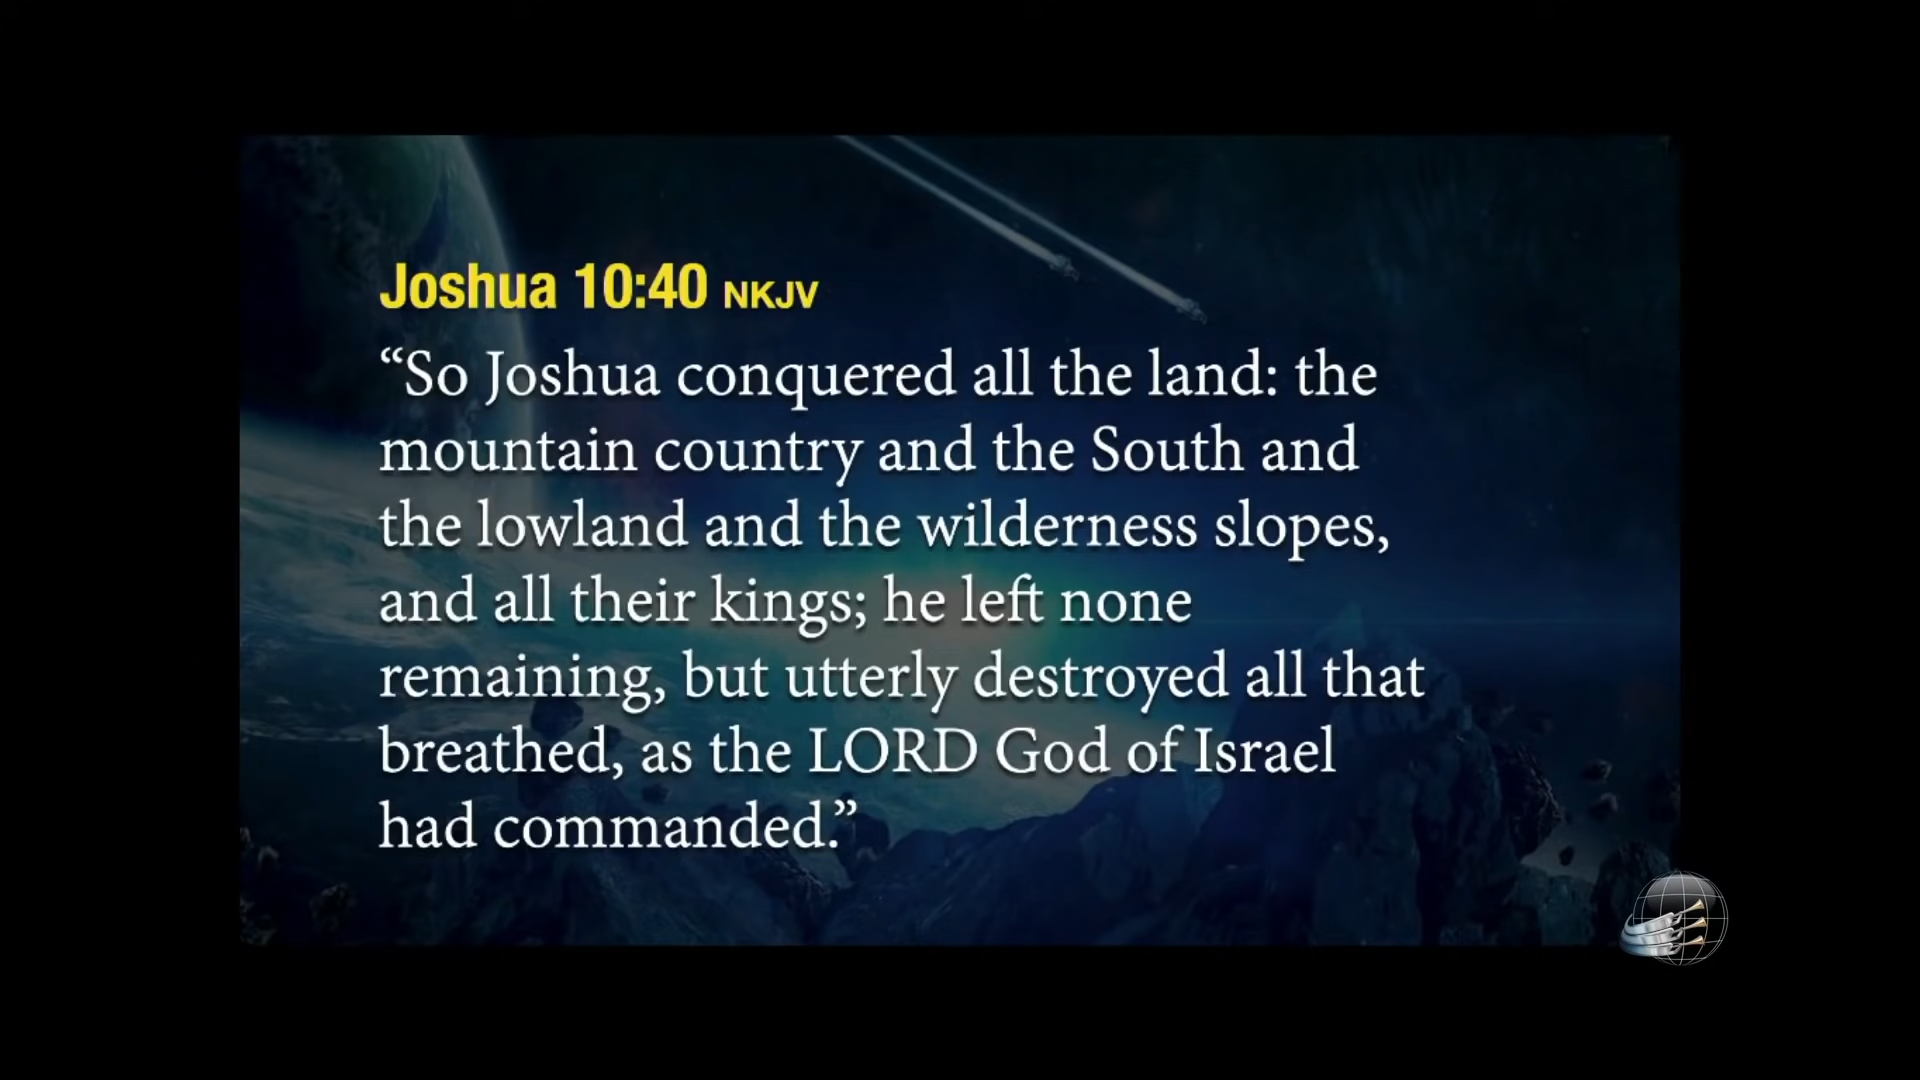 Joshua 10:40 NKJV
“So Joshua conquered all the land: the
mountain country and the South and
the lowland and the wilderness slopes,
and all their kings; he left none
remaining, but utterly destroyed all that
breathed, as the LORD God of Israel
had commanded.”